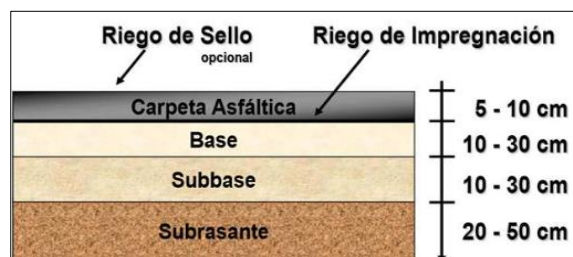 Riego de Sello
opcional
Riego de Impregnación
Carpeta Asfáltica
5 - 10 cm
Base
10 - 30 cm
Subbase
10 - 30 cm
Subrasante
20 - 50 cm